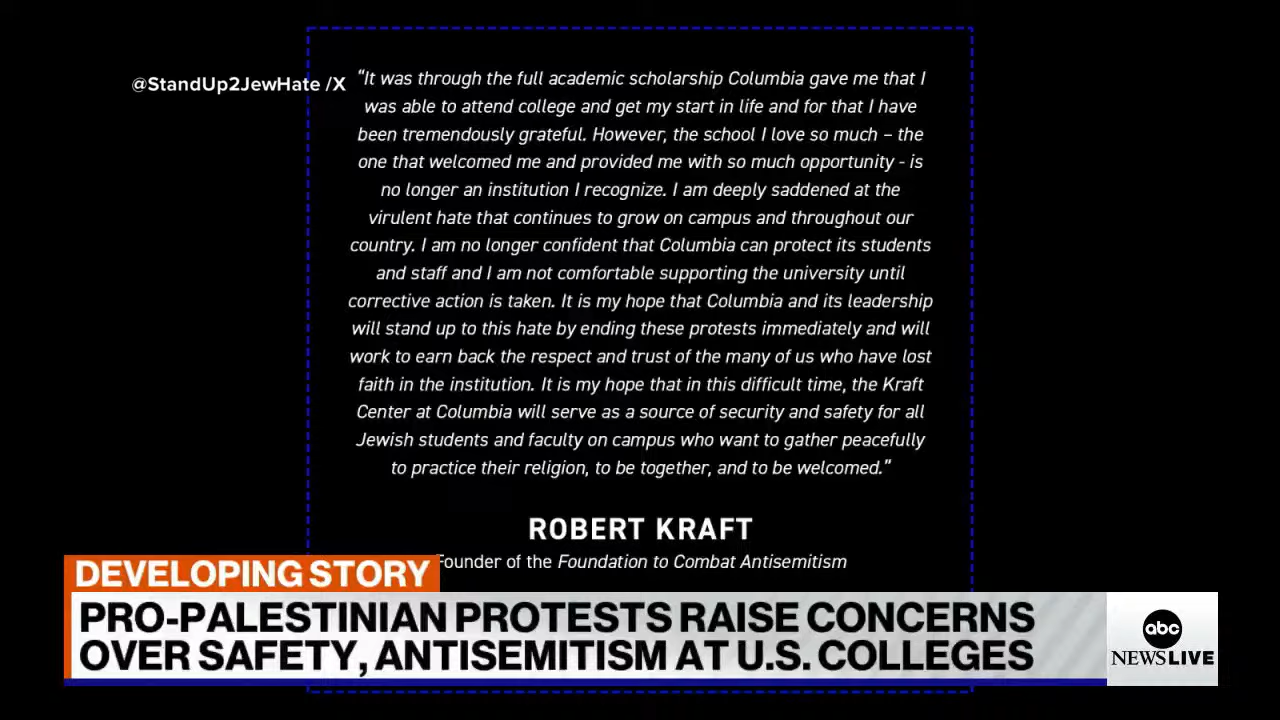 @StandUp2JewHate /X
“It was through the full academic scholarship Columbia gave me that I
was able to attend college and get my start in life and for that I have
been tremendously grateful. However, the school I love so much – the
one that welcomed me and provided me with so much opportunity - is
no longer an institution I recognize. I am deeply saddened at the
virulent hate that continues to grow on campus and throughout our
country. I am no longer confident that Columbia can protect its students
and staff and I am not comfortable supporting the university until
corrective action is taken. It is my hope that Columbia and its leadership
will stand up to this hate by ending these protests immediately and will
work to earn back the respect and trust of the many of us who have lost
faith in the institution. It is my hope that in this difficult time, the Kraft
Center at Columbia will serve as a source of security and safety for all
Jewish students and faculty on campus who want to gather peacefully
to practice their religion, to be together, and to be welcomed.”
ROBERT KRAFT
Founder of the Foundation to Combat Antisemitism
DEVELOPING STORY
PRO-PALESTINIAN PROTESTS RAISE CONCERNS
OVER SAFETY, ANTISEMITISM AT U.S. COLLEGES
abc
NEWS LIVE